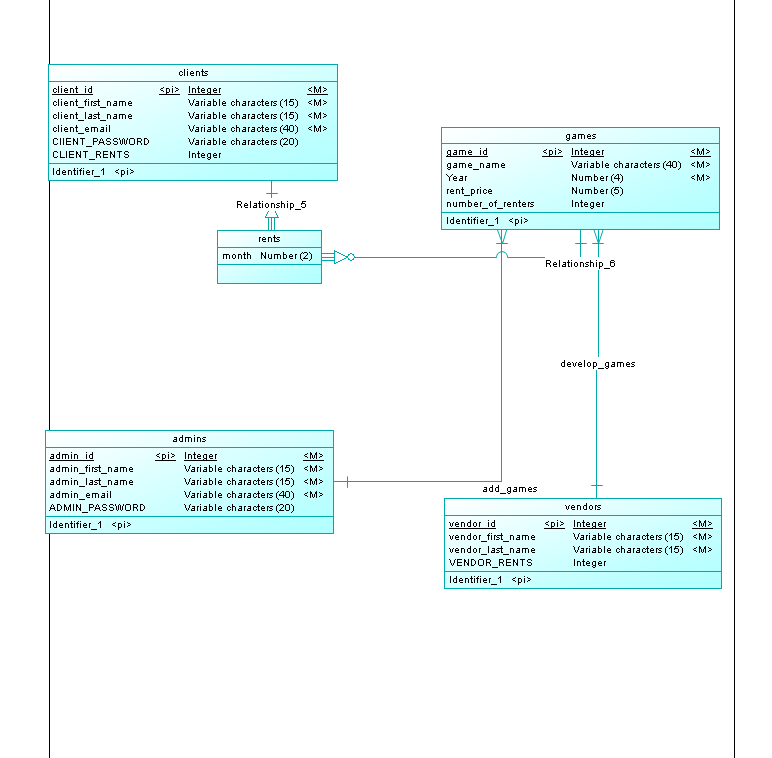 clients
client_id <pi> Integer <M>
client_first_name Variable characters (15) <M>
client_last_name Variable characters (15) <M>
client_email Variable characters (40) <M>
ClIENT_PASSWORD Variable characters (20)
CLIENT_RENTS Integer
Identifier_1 <pi>
Relationship_5
rents
month Number (2)
games
game_id <pi> Integer <M>
game_name Variable characters (40) <M>
Year Number (4) <M>
rent_price Number (5)
number_of_renters Integer
Identifier_1 <pi>
Relationship_6
develop_games
admins
admin_id <pi> Integer <M>
admin_first_name Variable characters (15) <M>
admin_last_name Variable characters (15) <M>
admin_email Variable characters (40) <M>
ADMIN_PASSWORD Variable characters (20)
Identifier_1 <pi>
add_games
vendors
vendor_id <pi> Integer <M>
vendor_first_name Variable characters (15) <M>
vendor_last_name Variable characters (15) <M>
VENDOR_RENTS Integer
Identifier_1 <pi>